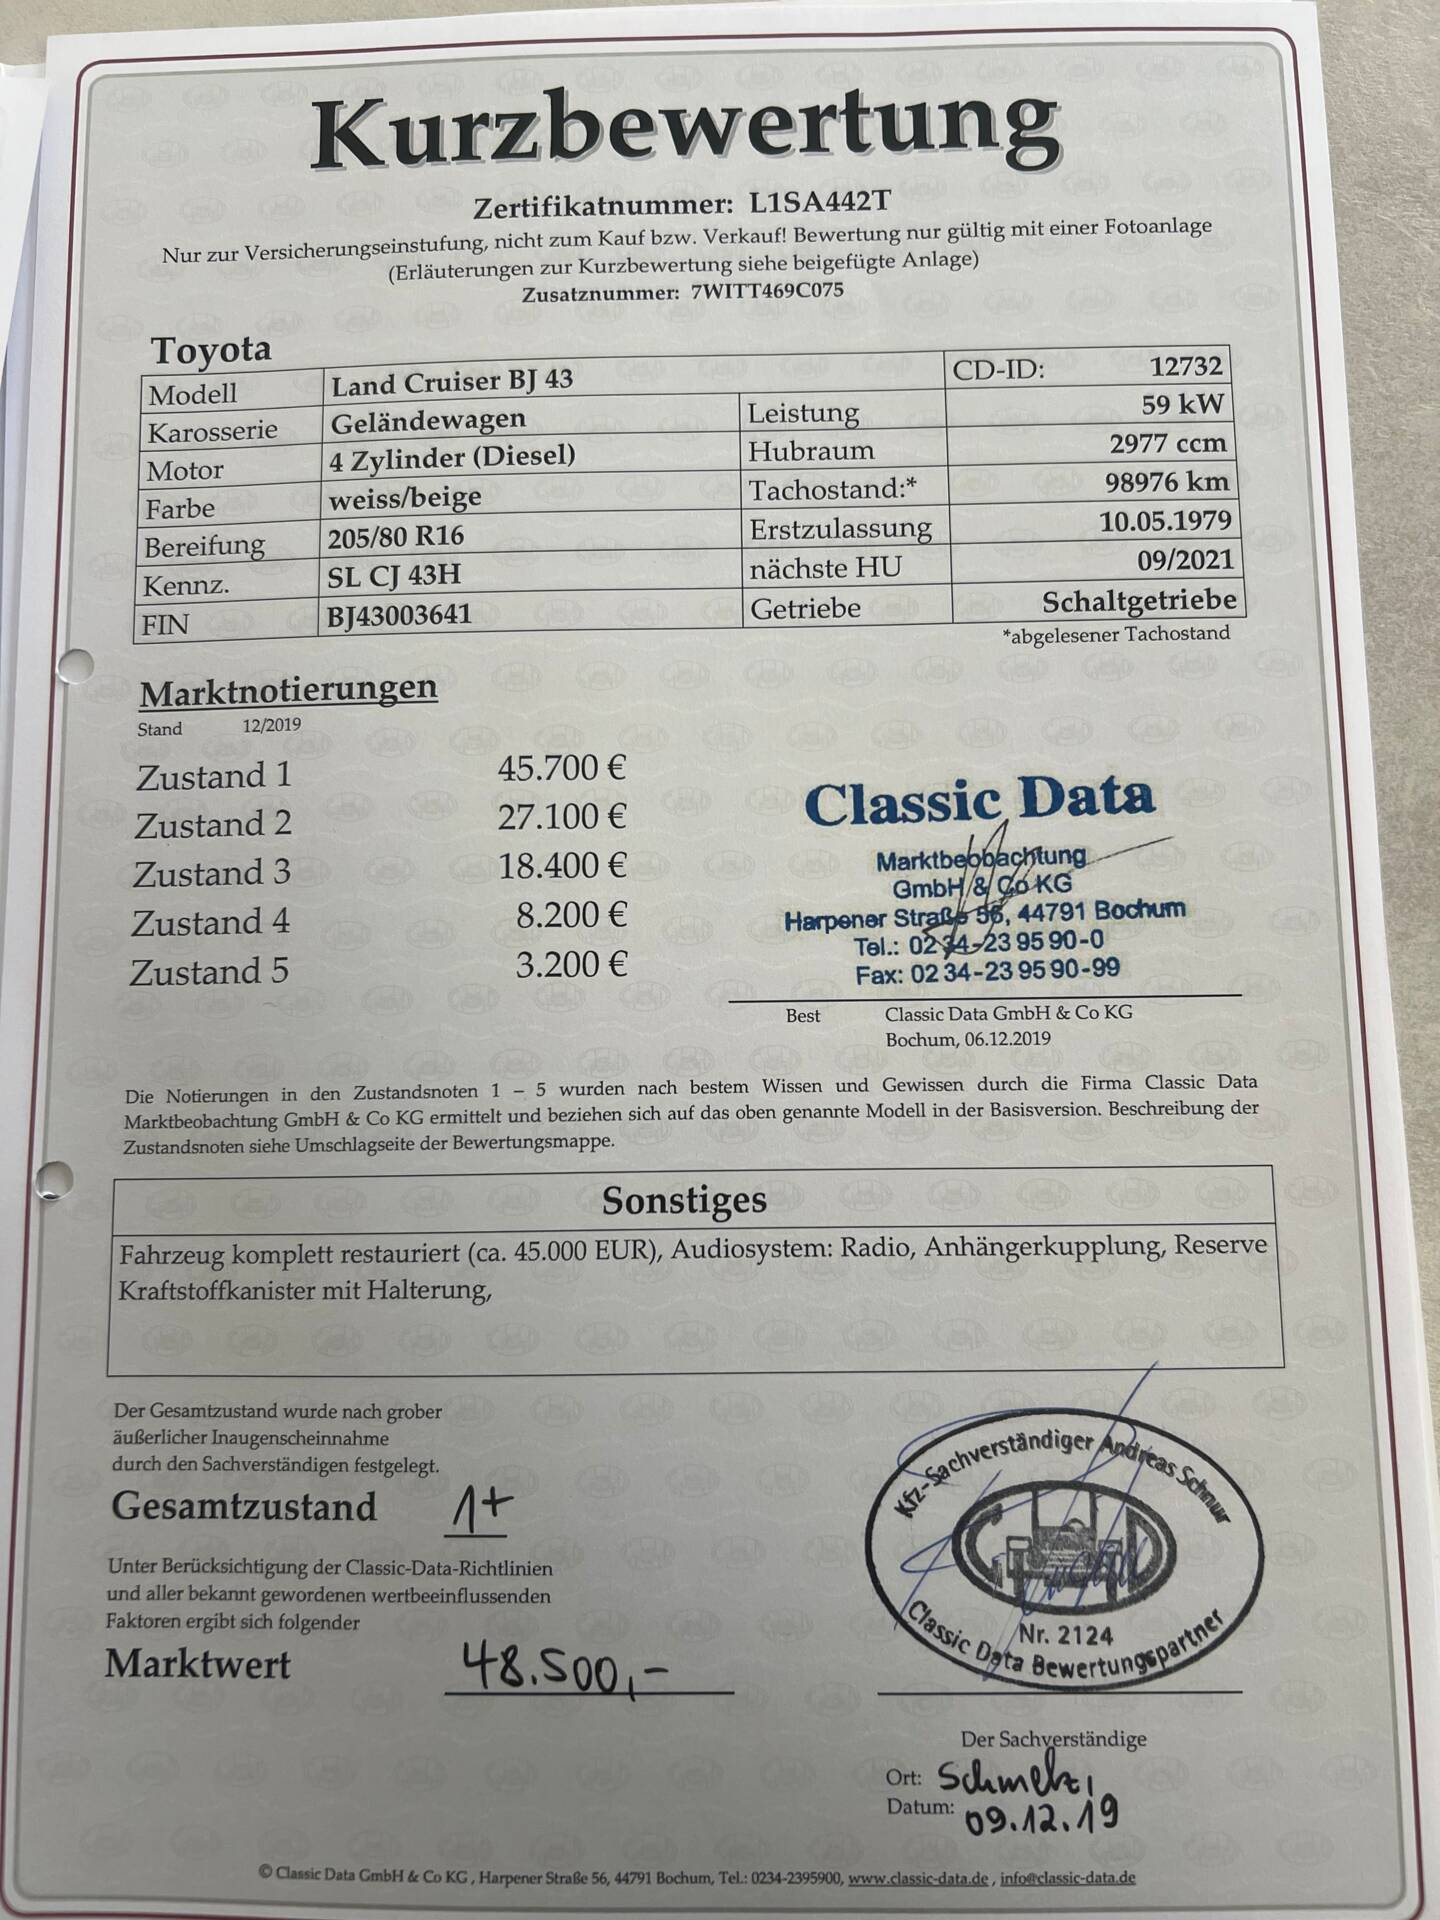 Kurzbewertung
Zertifikatnummer: L1SA442T
Nur zur Versicherungseinstufung, nicht zum Kauf bzw. Verkauf! Bewertung nur gültig mit einer Fotoanlage
(Erläuterungen zur Kurzbewertung siehe beigefügte Anlage)
Zusatznummer: 7WITT469C075
Toyota
Modell Land Cruiser BJ 43 CD-ID: 12732
Karosserie Geländewagen Leistung 59 kW
Motor 4 Zylinder (Diesel) Hubraum 2977 ccm
Farbe weiss/beige Tachostand:* 98976 km
Bereifung 205/80 R16 Erstzulassung 10.05.1979
Kennz. SL CJ 43H nächste HU 09/2021
FIN BJ43003641 Getriebe Schaltgetriebe
*abgelesener Tachostand
Marktnotierungen
Stand 12/2019
Zustand 1 45.700 €
Zustand 2 27.100 €
Zustand 3 18.400 €
Zustand 4 8.200 €
Zustand 5 3.200 €
Classic Data
Marktbeobachtung
GmbH & Co KG
Harpener Straße 56, 44791 Bochum
Tel.: 02 34-23 95 90-0
Fax: 02 34-23 95 90-99
Best Classic Data GmbH & Co KG
Bochum, 06.12.2019
Die Notierungen in den Zustandsnoten 1 – 5 wurden nach bestem Wissen und Gewissen durch die Firma Classic Data
Marktbeobachtung GmbH & Co KG ermittelt und beziehen sich auf das oben genannte Modell in der Basisversion. Beschreibung der
Zustandsnoten siehe Umschlagseite der Bewertungsmappe.
Sonstiges
Fahrzeug komplett restauriert (ca. 45.000 EUR), Audiosystem: Radio, Anhängerkupplung, Reserve
Kraftstoffkanister mit Halterung,
Der Gesamtzustand wurde nach grober
äußerlicher Inaugenscheinnahme
durch den Sachverständigen festgelegt.
Gesamtzustand 1+
Unter Berücksichtigung der Classic-Data-Richtlinien
und aller bekannt gewordenen wertbeeinflussenden
Faktoren ergibt sich folgender
Marktwert 48.500,-
Kfz-Sachverständiger Andreas Schnur
Nr. 2124
Classic Data Bewertungspartner
Der Sachverständige
Ort: Schmelz,
Datum: 09.12.19
© Classic Data GmbH & Co KG , Harpener Straße 56, 44791 Bochum, Tel.: 0234-2395900, www.classic-data.de , info@classic-data.de